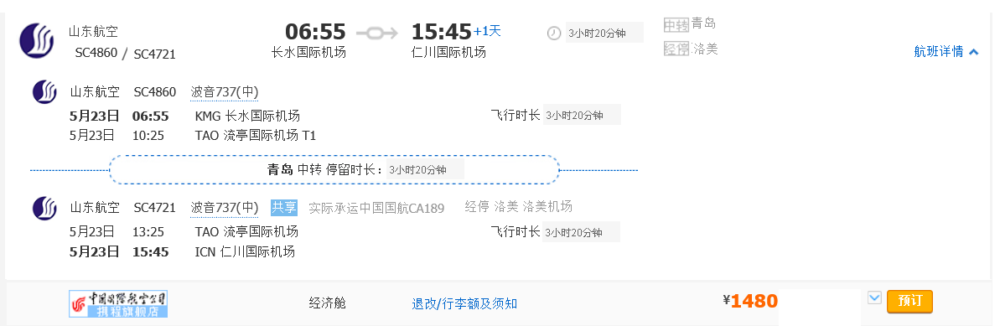 山东航空
SC4860 / SC4721
06:55
长水国际机场
15:45 +1天
仁川国际机场
3小时20分钟
中转 青岛
经停 洛美
航班详情
山东航空 SC4860 波音737(中)
5月23日 06:55 KMG 长水国际机场 飞行时长 3小时20分钟
5月23日 10:25 TAO 流亭国际机场 T1
青岛 中转 停留时长： 3小时20分钟
山东航空 SC4721 波音737(中) 共享 实际承运中国国航CA189 经停 洛美 洛美机场
5月23日 13:25 TAO 流亭国际机场 飞行时长 3小时20分钟
5月23日 15:45 ICN 仁川国际机场
中国国际航空公司
携程旗舰店
经济舱 退改/行李额及须知 ¥1480 预订